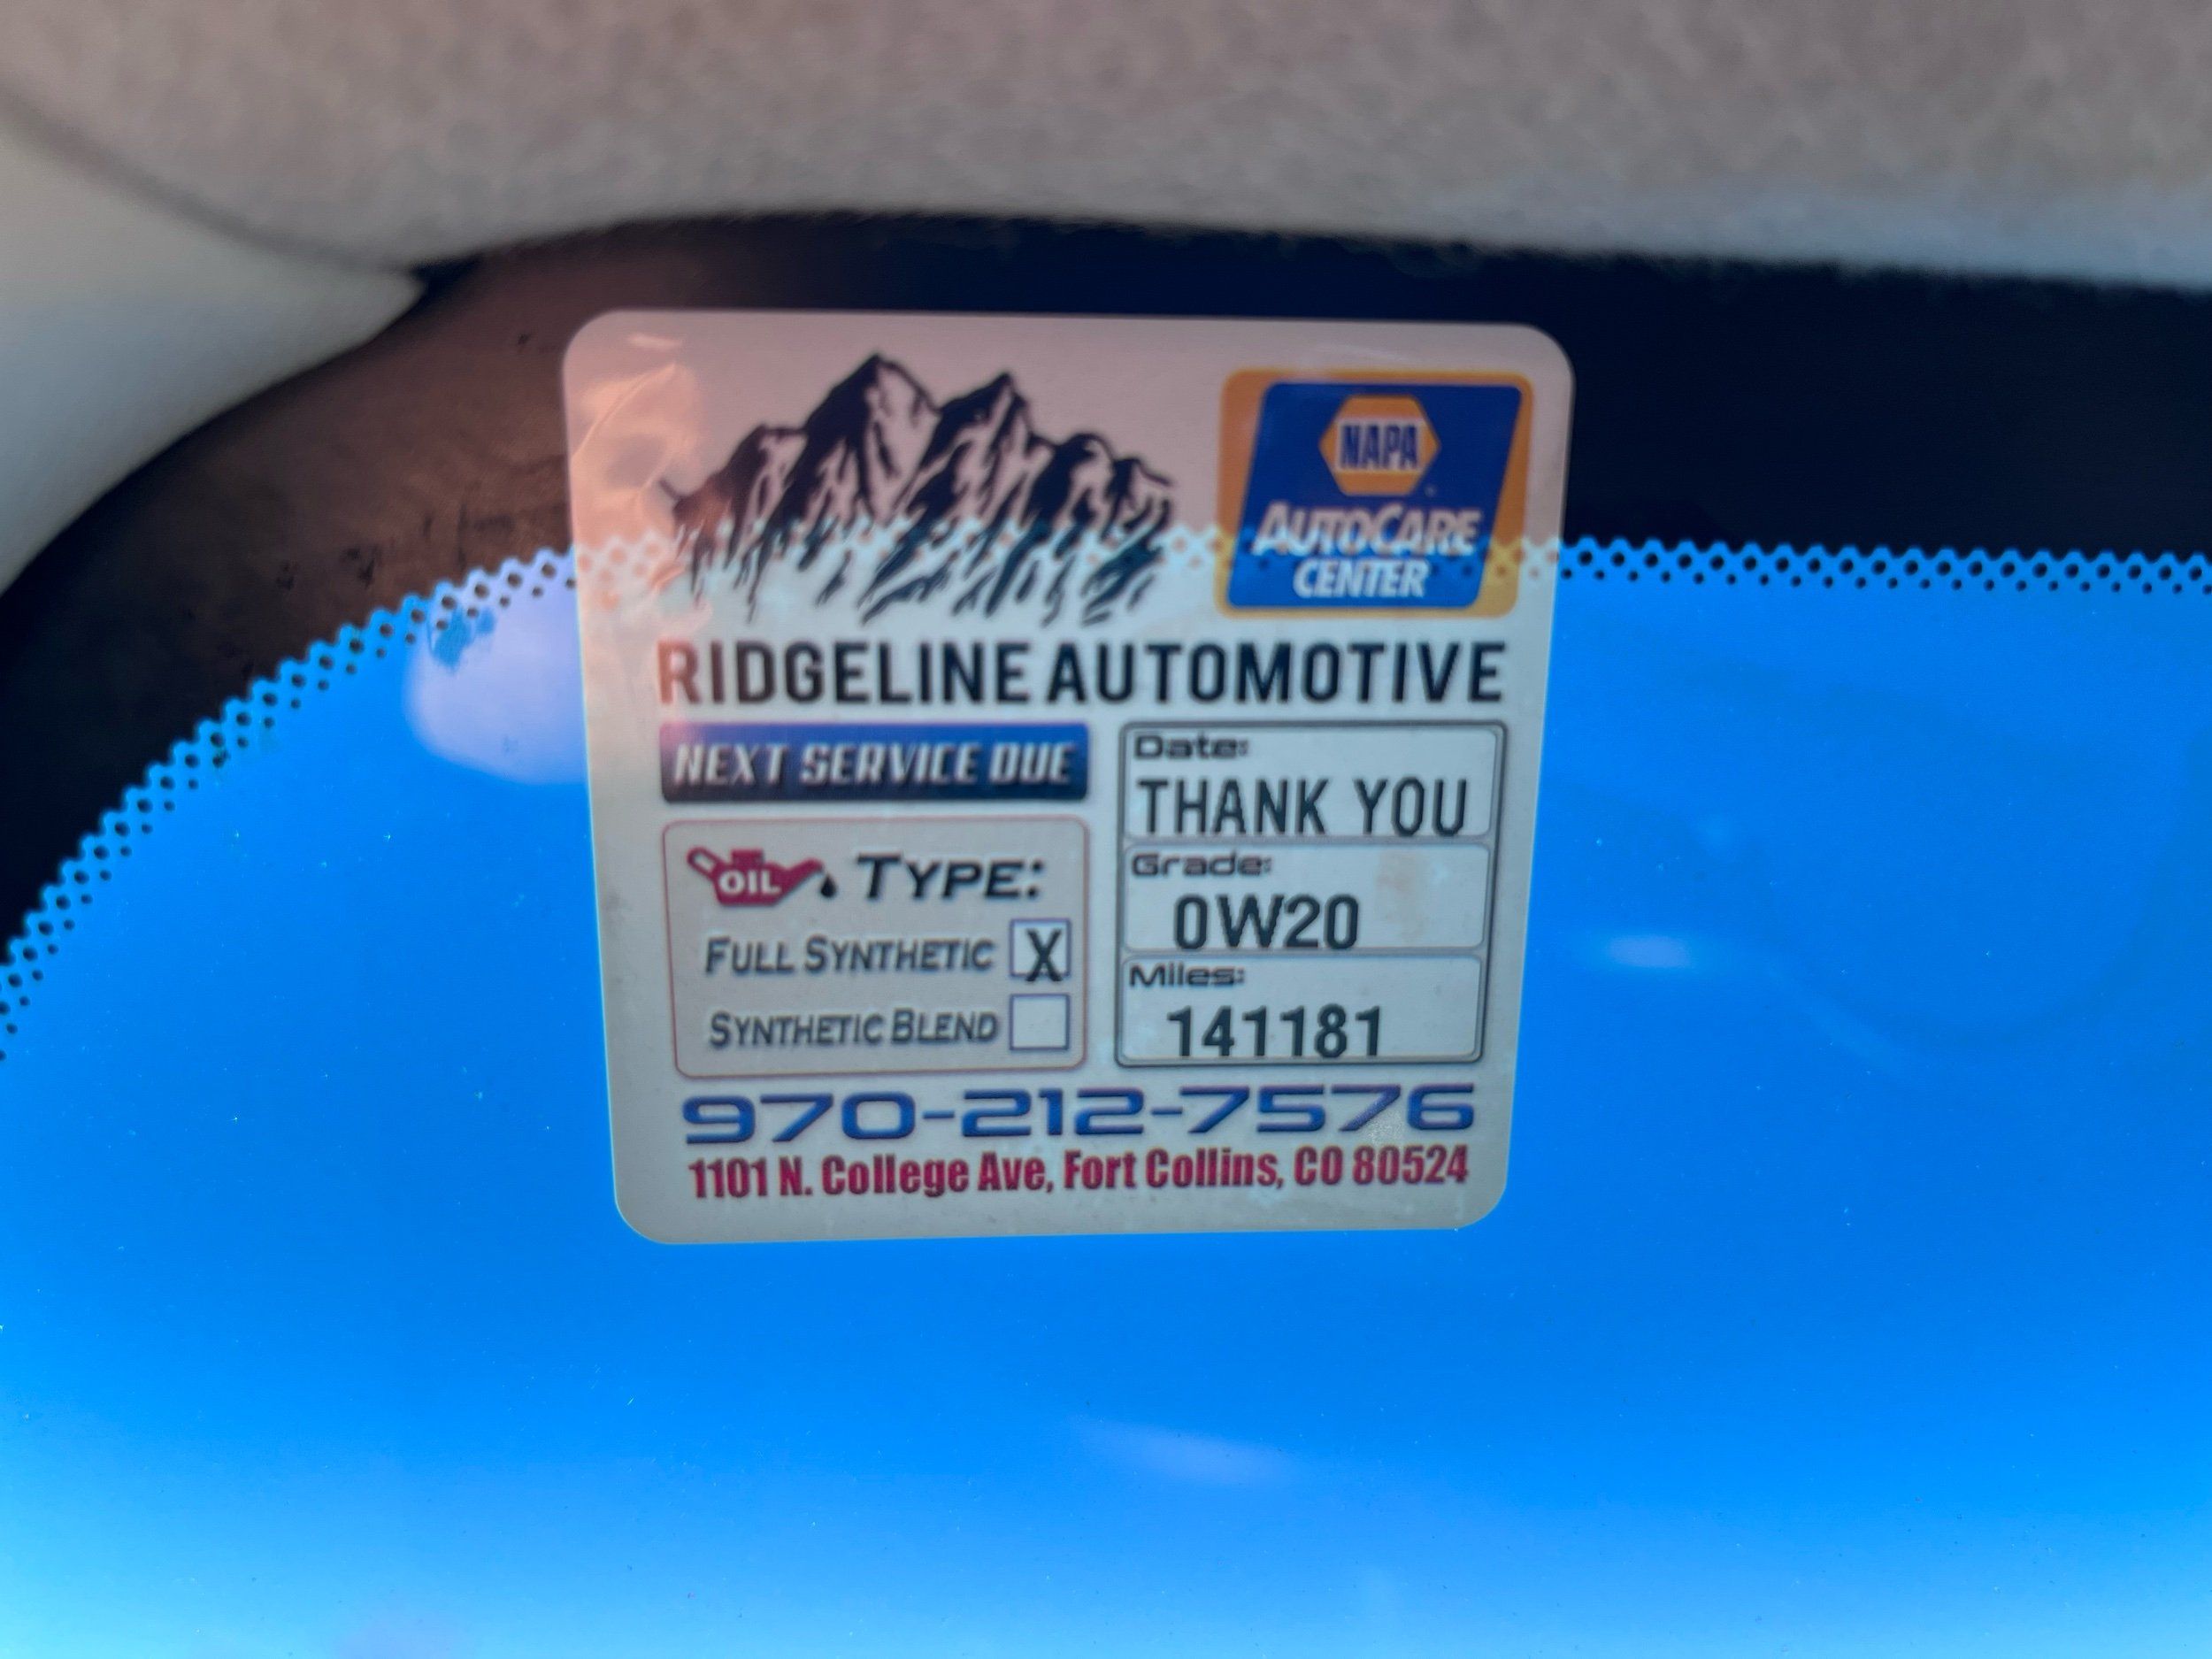 NAPA
AUTOCARE
CENTER
RIDGELINE AUTOMOTIVE
NEXT SERVICE DUE
OIL TYPE:
FULL SYNTHETIC X
SYNTHETIC BLEND
Date:
THANK YOU
Grade:
0W20
Miles:
141181
970-212-7576
1101 N. College Ave, Fort Collins, CO 80524